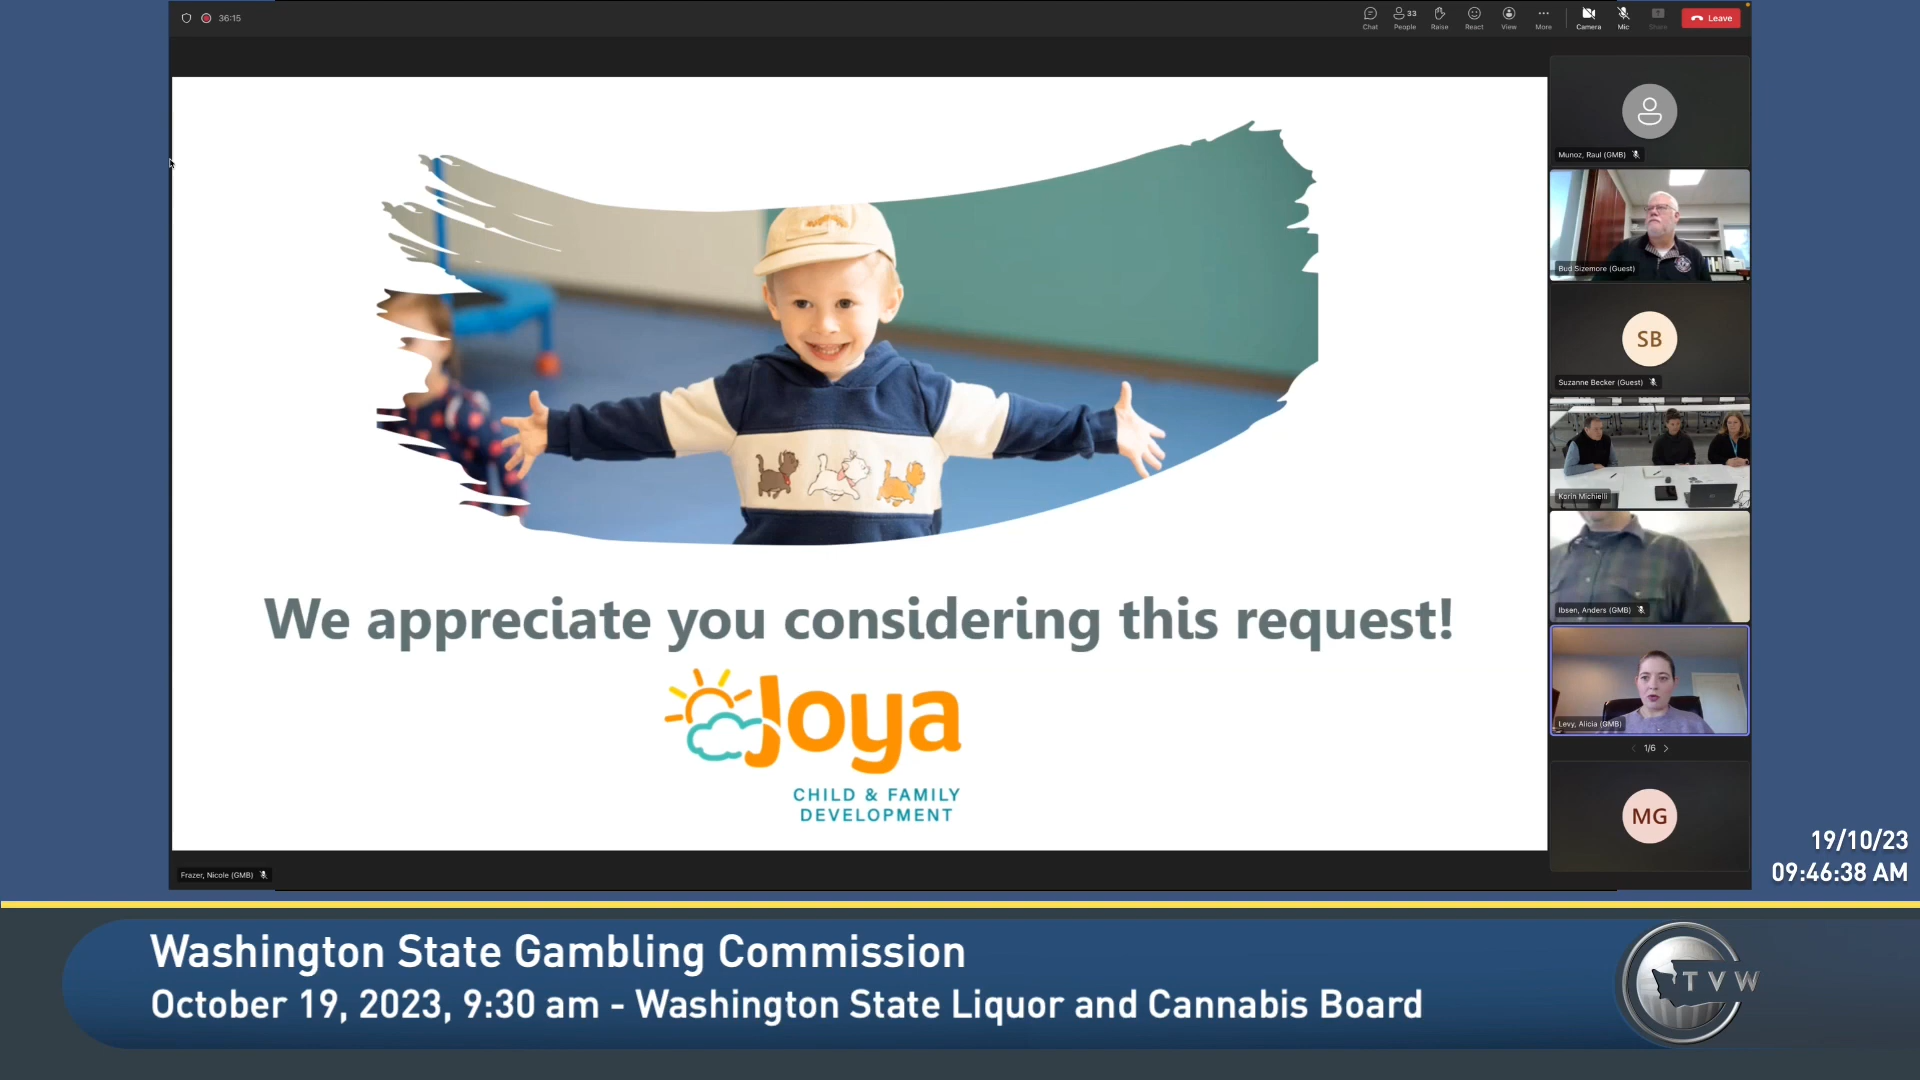 36:15
Chat
People
33
Raise
React
View
More
Camera
Mic
Share
Leave
Munoz, Raul (GMB)
Bud Sizemore (Guest)
SB
Suzanne Becker (Guest)
Korin Michielli
Ibsen, Anders (GMB)
Levy, Alicia (GMB)
1/6
MG
We appreciate you considering this request!
Joya
CHILD & FAMILY
DEVELOPMENT
Frazer, Nicole (GMB)
19/10/23
09:46:38 AM
Washington State Gambling Commission
October 19, 2023, 9:30 am - Washington State Liquor and Cannabis Board
TVW